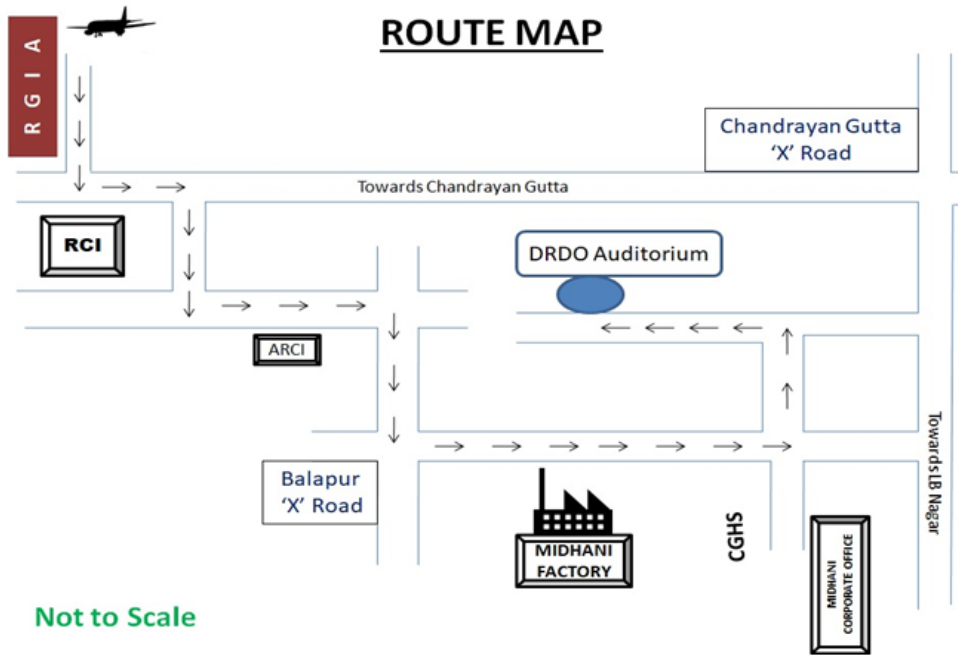 ROUTE MAP
RGIA
Chandrayan Gutta
‘X’ Road
Towards Chandrayan Gutta
RCI
DRDO Auditorium
ARCI
Balapur
‘X’ Road
MIDHANI
FACTORY
CGHS
MIDHANI
CORPORATE OFFICE
Towards LB Nagar
Not to Scale